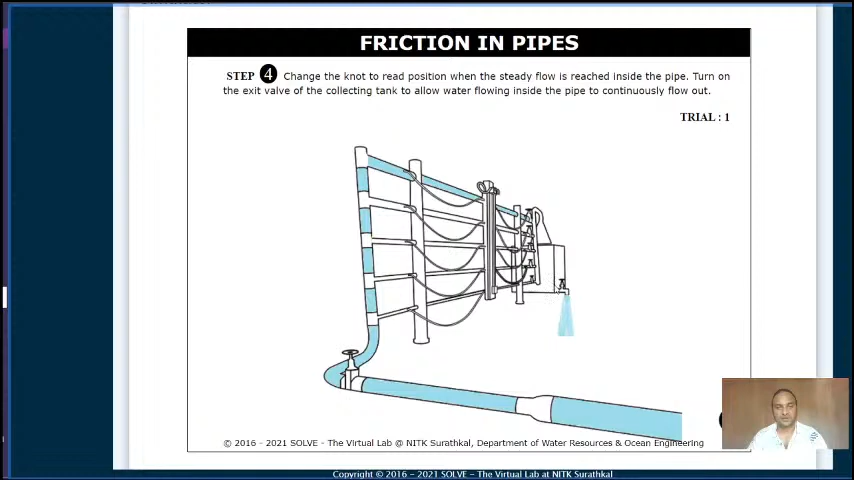 FRICTION IN PIPES
STEP 4 Change the knot to read position when the steady flow is reached inside the pipe. Turn on
the exit valve of the collecting tank to allow water flowing inside the pipe to continuously flow out.
TRIAL : 1
© 2016 - 2021 SOLVE - The Virtual Lab @ NITK Surathkal, Department of Water Resources & Ocean Engineering
Copyright © 2016 - 2021 SOLVE - The Virtual Lab at NITK Surathkal